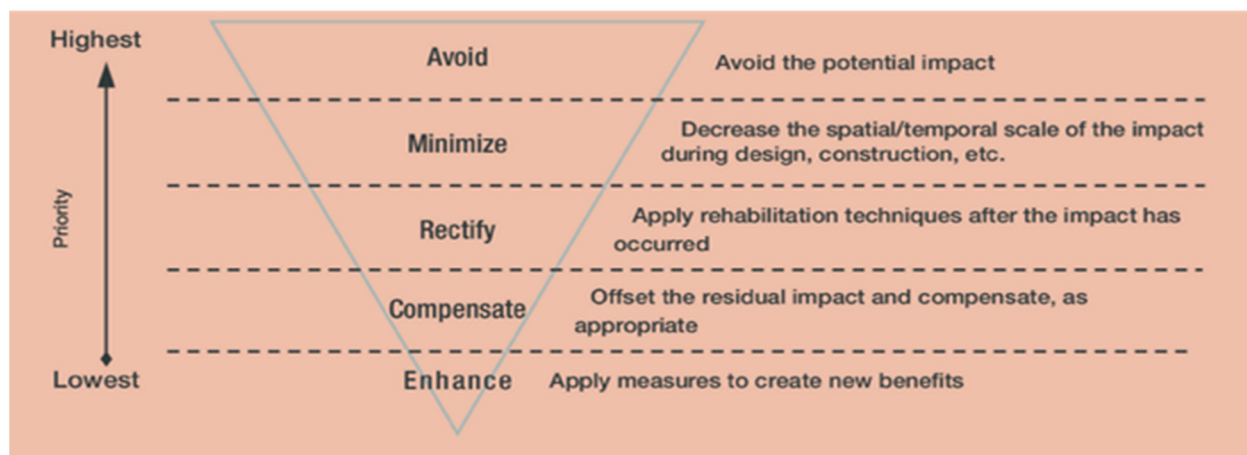 Highest
Avoid
Avoid the potential impact
Minimize
Decrease the spatial/temporal scale of the impact
during design, construction, etc.
Priority
Rectify
Apply rehabilitation techniques after the impact has
occurred
Compensate
Offset the residual impact and compensate, as
appropriate
Lowest
Enhance
Apply measures to create new benefits